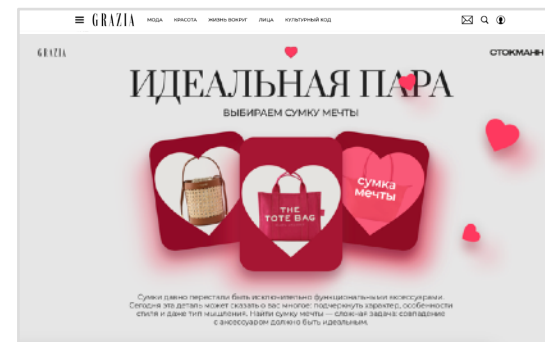 GRAZIA МОДА КРАСОТА ЖИЗНЬ ВОКРУГ ЛИЦА КУЛЬТУРНЫЙ КОД
GRAZIA СТОКМАНН
ИДЕАЛЬНАЯ ПАРА
ВЫБИРАЕМ СУМКУ МЕЧТЫ
THE
TOTE BAG
сумка
мечты
Сумки давно перестали быть исключительно функциональными аксессуарами.
Сегодня эта деталь может сказать о вас многое: подчеркнуть характер, особенности
стиля и даже тип мышления. Найти сумку мечты — сложная задача: совпадение
с аксессуаром должно быть идеальным.